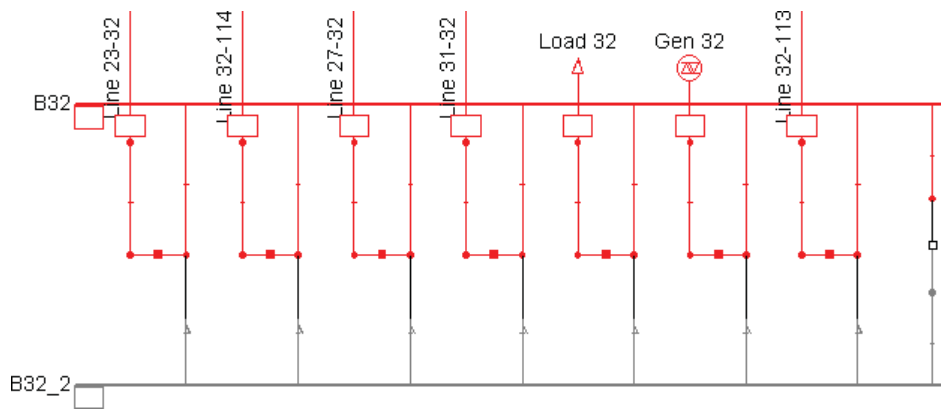 Line 23-32
Line 32-114
Line 27-32
Line 31-32
Load 32
Gen 32
Line 32-113
B32
B32_2